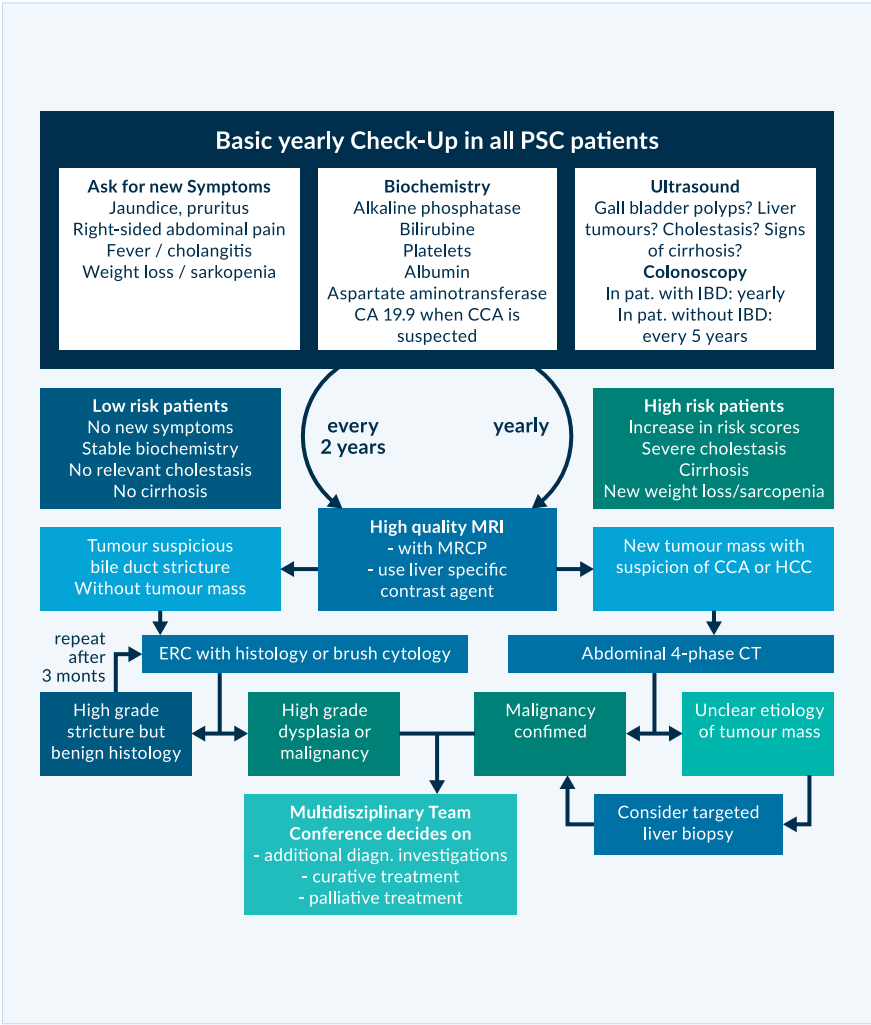 Basic yearly Check-Up in all PSC patients
Ask for new Symptoms
Jaundice, pruritus
Right-sided abdominal pain
Fever / cholangitis
Weight loss / sarkopenia
Biochemistry
Alkaline phosphatase
Bilirubine
Platelets
Albumin
Aspartate aminotransferase
CA 19.9 when CCA is
suspected
Ultrasound
Gall bladder polyps? Liver
tumours? Cholestasis? Signs
of cirrhosis?
Colonoscopy
In pat. with IBD: yearly
In pat. without IBD:
every 5 years
Low risk patients
No new symptoms
Stable biochemistry
No relevant cholestasis
No cirrhosis
every
2 years
yearly
High risk patients
Increase in risk scores
Severe cholestasis
Cirrhosis
New weight loss/sarcopenia
High quality MRI
- with MRCP
- use liver specific
contrast agent
Tumour suspicious
bile duct stricture
Without tumour mass
New tumour mass with
suspicion of CCA or HCC
repeat
after
3 monts
ERC with histology or brush cytology
Abdominal 4-phase CT
High grade
stricture but
benign histology
High grade
dysplasia or
malignancy
Malignancy
confimed
Unclear etiology
of tumour mass
Multidisziplinary Team
Conference decides on
- additional diagn. investigations
- curative treatment
- palliative treatment
Consider targeted
liver biopsy